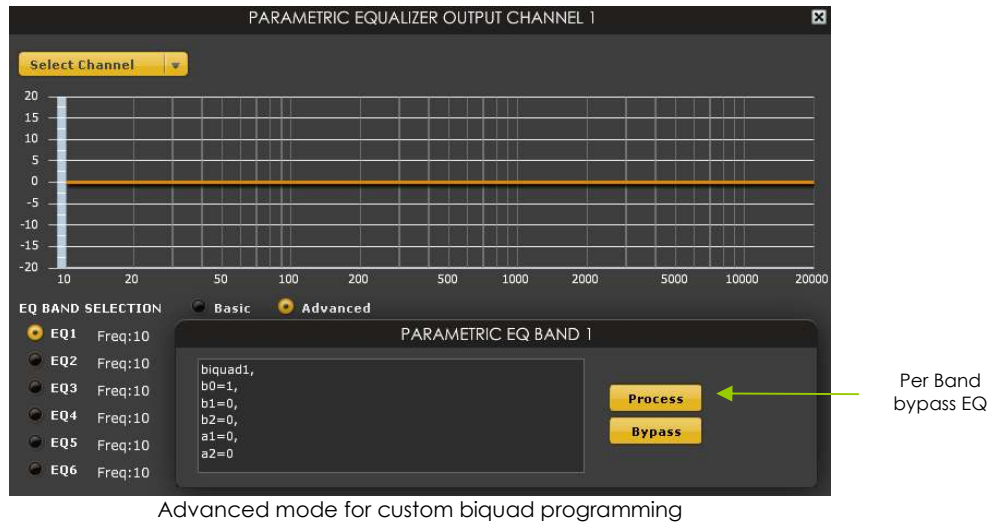 PARAMETRIC EQUALIZER OUTPUT CHANNEL 1
Select Channel
20
15
10
5
0
-5
-10
-15
-20
10 20 50 100 200 500 1000 2000 5000 10000 20000
EQ BAND SELECTION Basic Advanced
EQ1 Freq:10
EQ2 Freq:10
EQ3 Freq:10
EQ4 Freq:10
EQ5 Freq:10
EQ6 Freq:10
PARAMETRIC EQ BAND 1
biquad1,
b0=1,
b1=0,
b2=0,
a1=0,
a2=0
Process
Bypass
Per Band
bypass EQ
Advanced mode for custom biquad programming